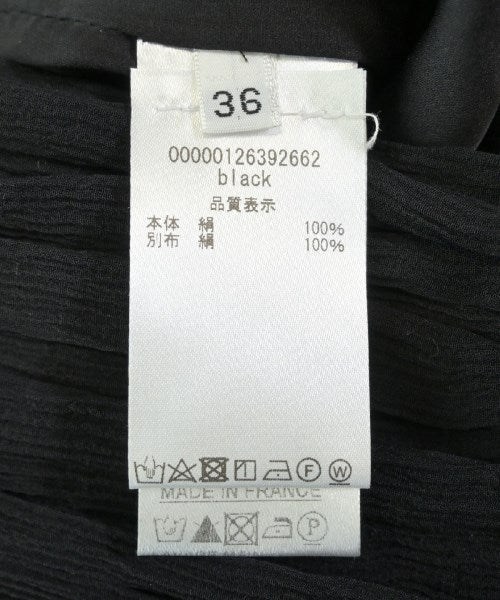 36
00000126392662
black
品質表示
本体 絹 100%
別布 絹 100%
F W
MADE IN FRANCE
P